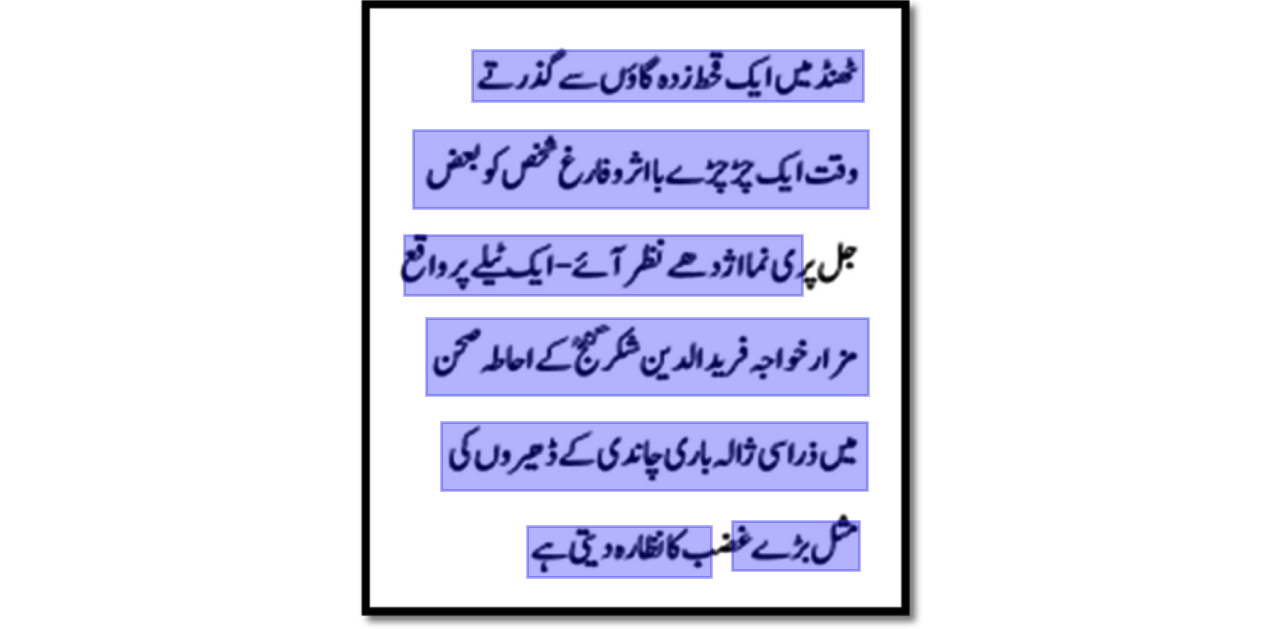 ٹھنڈ میں ایک قحط زدہ گاؤں سے گذرتے
وقت ایک چڑچڑے بااثر و فارغ شخص کو بعض
جل پری نما اژدھے نظر آئے-ایک ٹیلے پر واقع
مزار خواجہ فرید الدین شکر گنجؒ کے احاطہ صحن
میں ذرا سی ژالہ باری چاندی کے ڈھیروں کی
مثل بڑے غضب کا نظارہ دیتی ہے